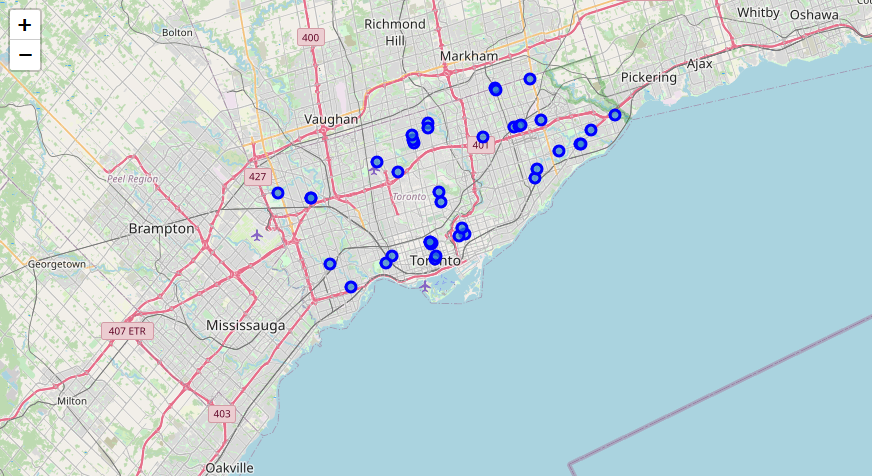 +
−
Bolton
400
Richmond
Hill
Markham
Whitby
Oshawa
Ajax
Pickering
Vaughan
401
Peel Region
427
Toronto
Brampton
Georgetown
Toronto
Mississauga
407 ETR
Milton
403
Oakville